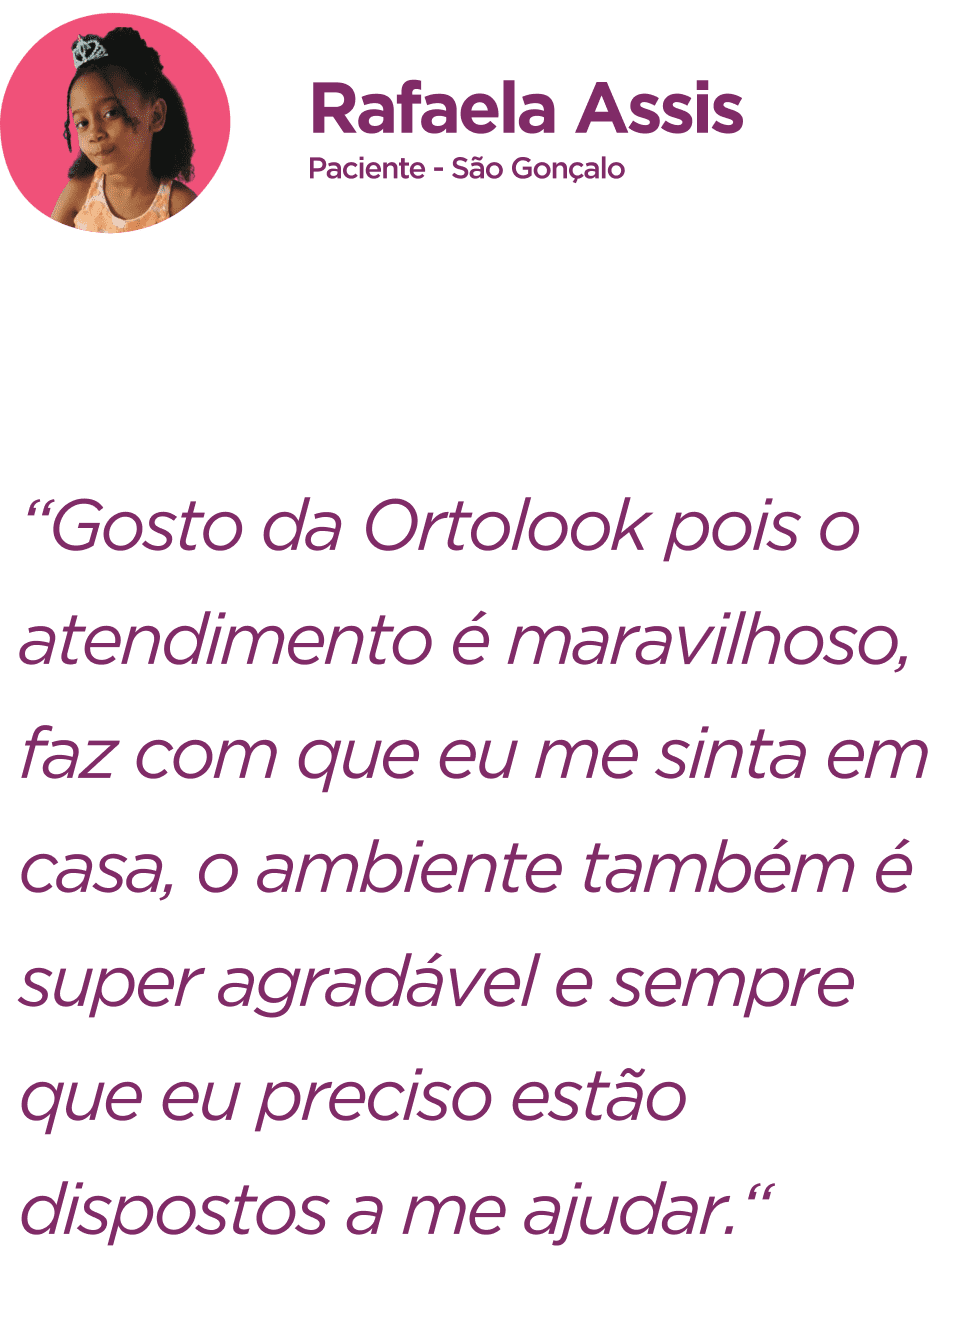 Rafaela Assis
Paciente - São Gonçalo
“Gosto da Ortolook pois o
atendimento é maravilhoso,
faz com que eu me sinta em
casa, o ambiente também é
super agradável e sempre
que eu preciso estão
dispostos a me ajudar.“